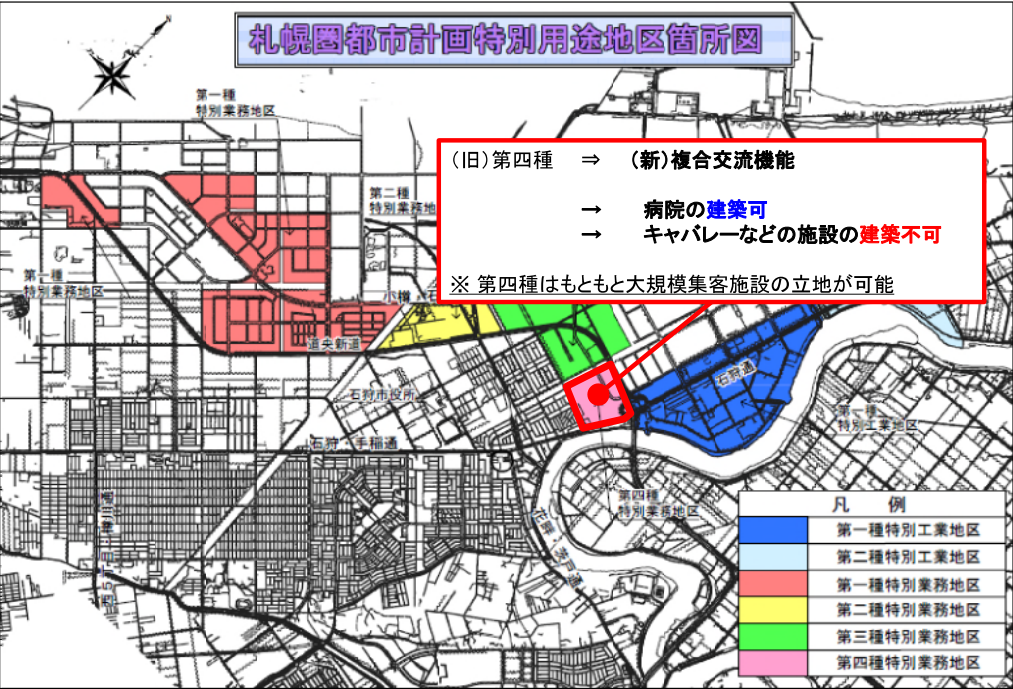 札幌圏都市計画特別用途地区箇所図
第一種
特別業務地区
(旧)第四種 ⇒ (新)複合交流機能
→ 病院の建築可
→ キャバレーなどの施設の建築不可
※ 第四種はもともと大規模集客施設の立地が可能
第二種
特別業務地
第一種
特別業務地区
小樽
石
道央新道
石狩市役所
石狩・手稲通
石狩通
第一種
特別工業地区
第四種
特別業務地区
凡 例
第一種特別工業地区
第二種特別工業地区
第一種特別業務地区
第二種特別業務地区
第三種特別業務地区
第四種特別業務地区